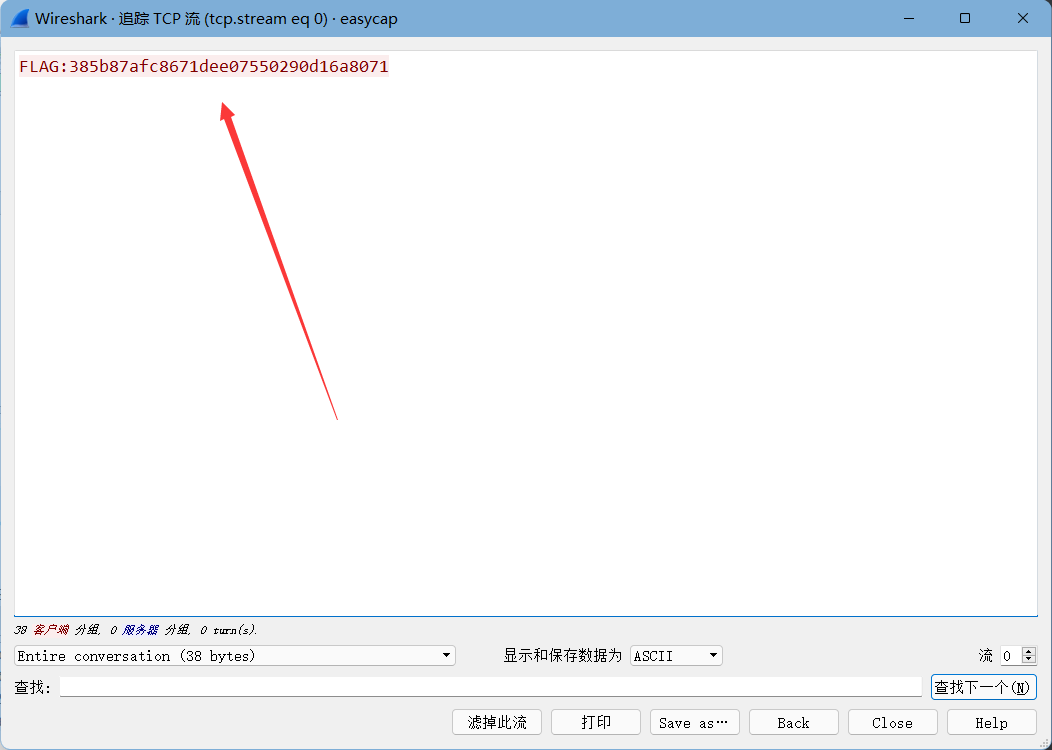 Wireshark · 追踪 TCP 流 (tcp.stream eq 0) · easycap
FLAG:385b87afc8671dee07550290d16a8071
38 客户端 分组, 0 服务器 分组, 0 turn(s).
Entire conversation (38 bytes) 显示和保存数据为 ASCII 流 0
查找: 查找下一个(N)
滤掉此流 打印 Save as… Back Close Help